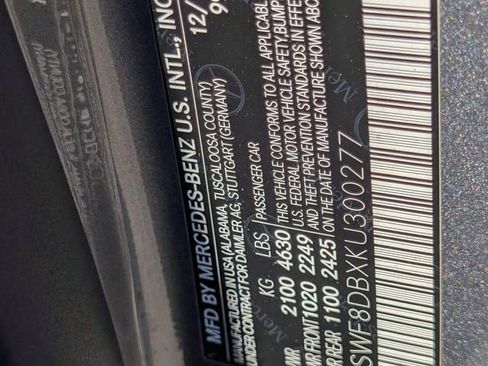 MFD BY MERCEDES-BENZ U.S. INTL., INC 12/
MANUFACTURED IN USA (ALABAMA, TUSCALOOSA COUNTY)
UNDER CONTRACT FOR DAIMLER AG, STUTTGART (GERMANY)
KG LBS PASSENGER CAR
2100 4630 THIS VEHICLE CONFORMS TO ALL APPLICABLE
FRONT 1020 2249 U.S. FEDERAL MOTOR VEHICLE SAFETY, BUMP
REAR 1100 2425 AND THEFT PREVENTION STANDARDS IN EFFE
ON THE DATE OF MANUFACTURE SHOWN ABOV
SWF8DBXKU300277